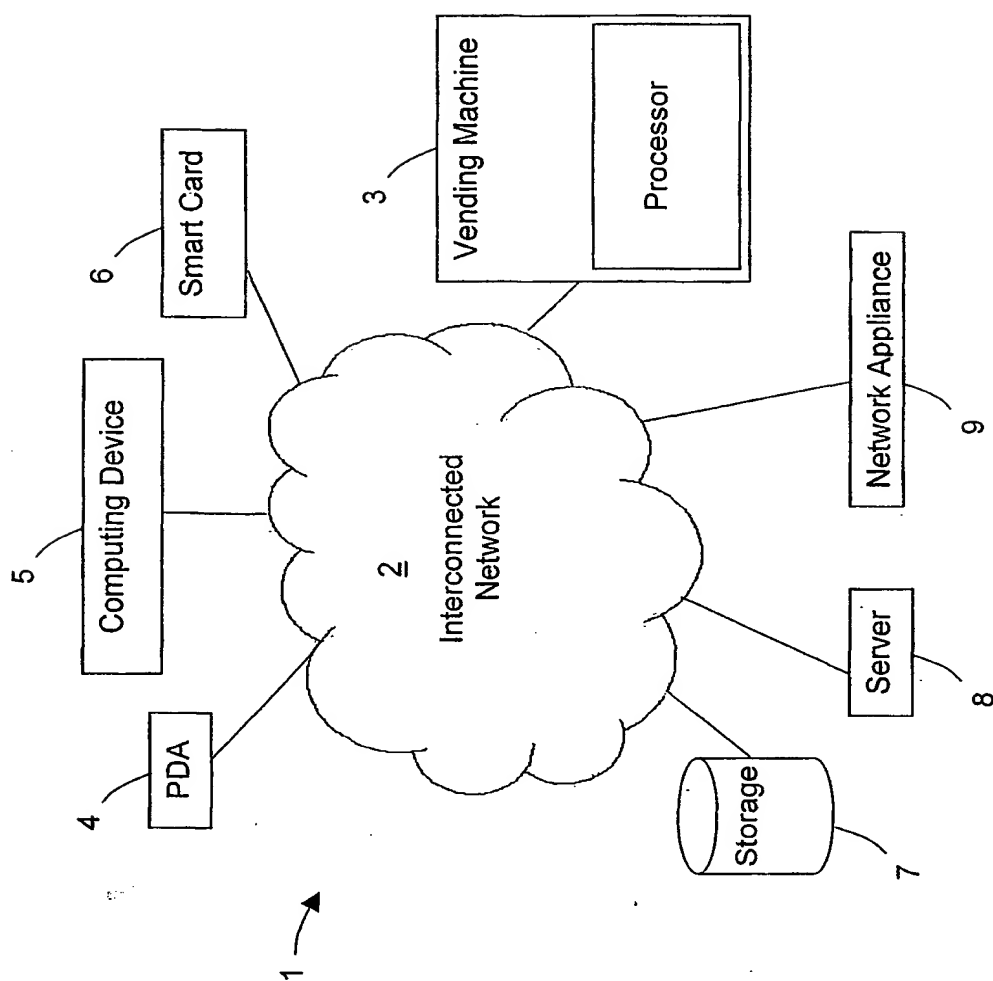 1
PDA
4
Computing Device
5
Smart Card
6
2
Interconnected
Network
Vending Machine
3
Processor
Storage
7
Server
8
Network Appliance
9